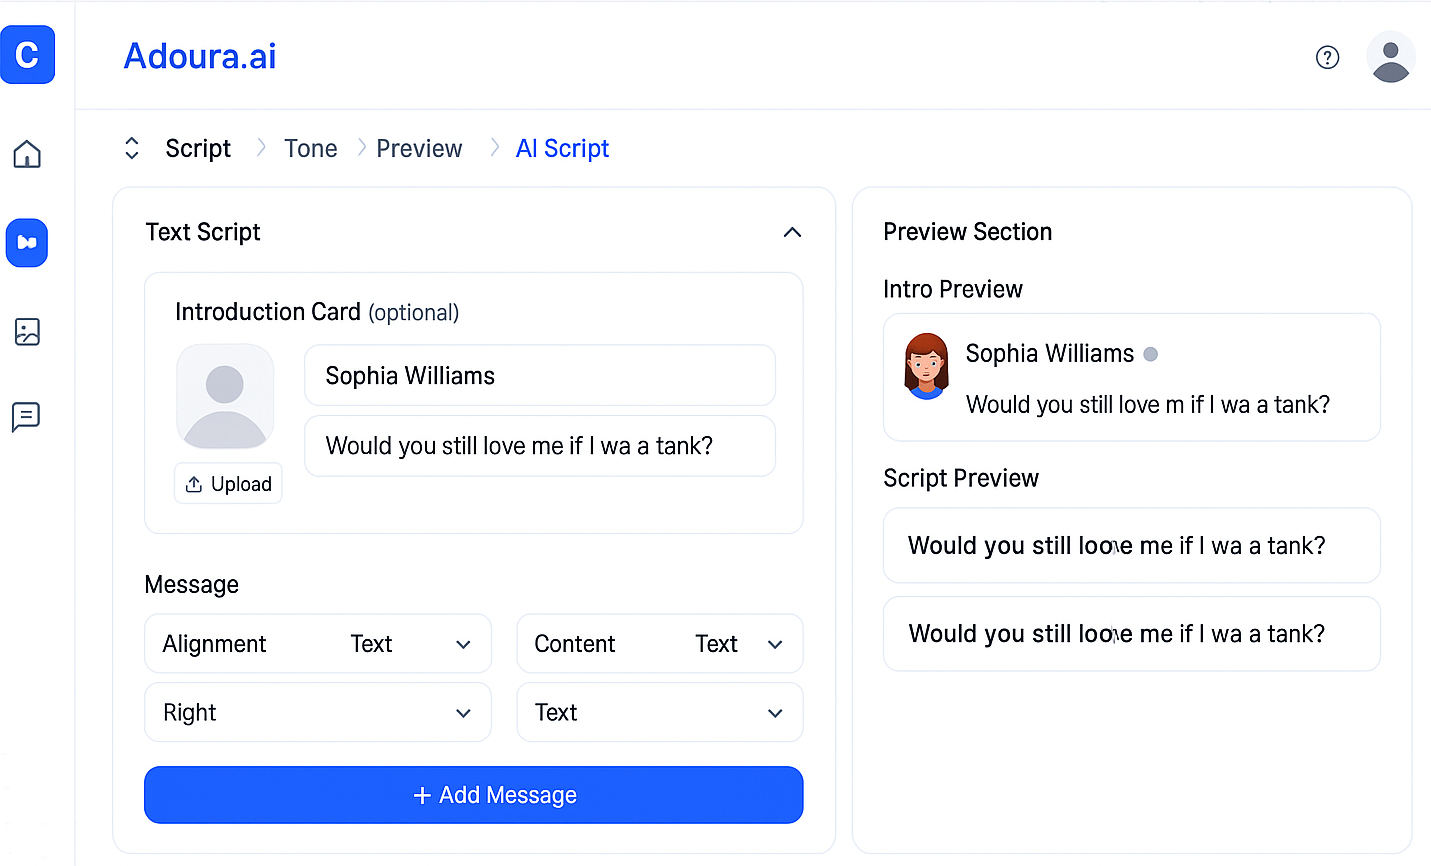 C
Adoura.ai
Script
Tone
Preview
AI Script
Text Script
Introduction Card (optional)
Sophia Williams
Would you still love me if I wa a tank?
Upload
Message
Alignment Text
Content Text
Right
Text
+ Add Message
Preview Section
Intro Preview
Sophia Williams
Would you still love m if I wa a tank?
Script Preview
Would you still me if I wa a tank?
Would you still me if I wa a tank?